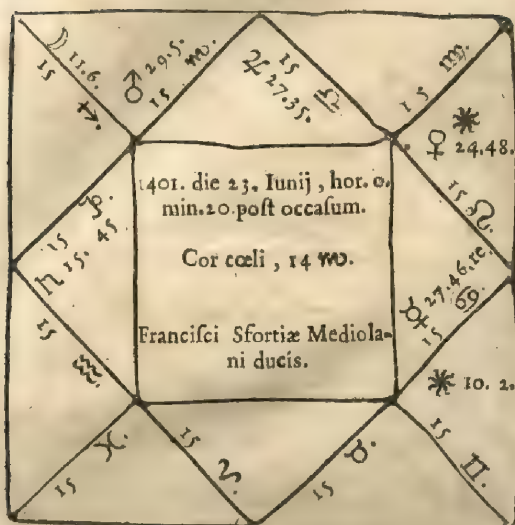 ☽ 11.6.
15 ♐.
♂ 29.5.
15 ♏.
♃ 27.35.
15 ♎
15 ♍.
♀ 24.48.
15 ♌
1401. die 23. Iunij, hor. 0.
min.20.post occasum.
Cor cœli, 14 ♏.
Francisci Sfortiæ Mediola-
ni ducis.
15 ♑.
♄ 15. 45
15 ♒.
☿ 27.46.re.
15 ♋.
10. 2.
15 ♊.
15 ♉.
15 ♈.
15 ♓.